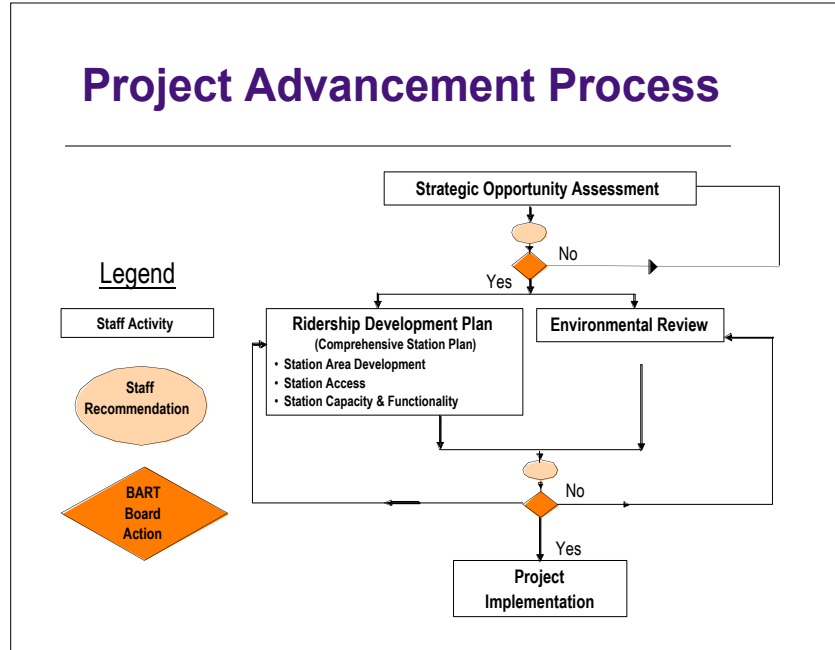 Project Advancement Process
Strategic Opportunity Assessment
No
Yes
Legend
Staff Activity
Staff
Recommendation
BART
Board
Action
Ridership Development Plan
(Comprehensive Station Plan)
• Station Area Development
• Station Access
• Station Capacity & Functionality
Environmental Review
No
Yes
Project
Implementation